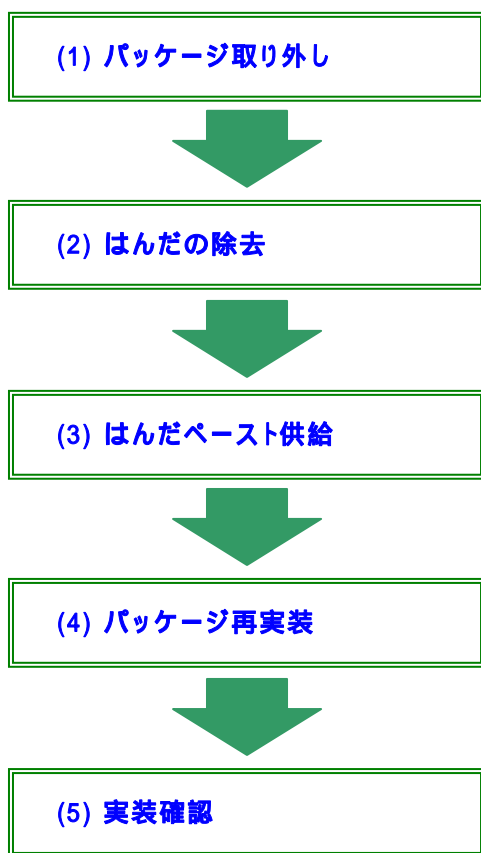 (1) パッケージ取り外し
(2) はんだの除去
(3) はんだペースト供給
(4) パッケージ再実装
(5) 実装確認